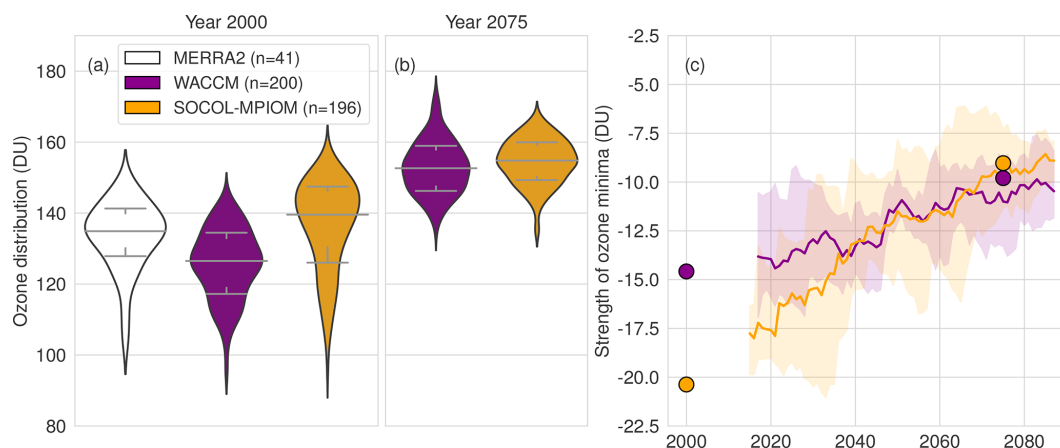 Year 2000
Year 2075
(a)
MERRA2 (n=41)
WACCM (n=200)
SOCOL-MPIOM (n=196)
(b)
(c)
Ozone distribution (DU)
180
160
140
120
100
80
Strength of ozone minima (DU)
-2.5
-5.0
-7.5
-10.0
-12.5
-15.0
-17.5
-20.0
-22.5
2000
2020
2040
2060
2080